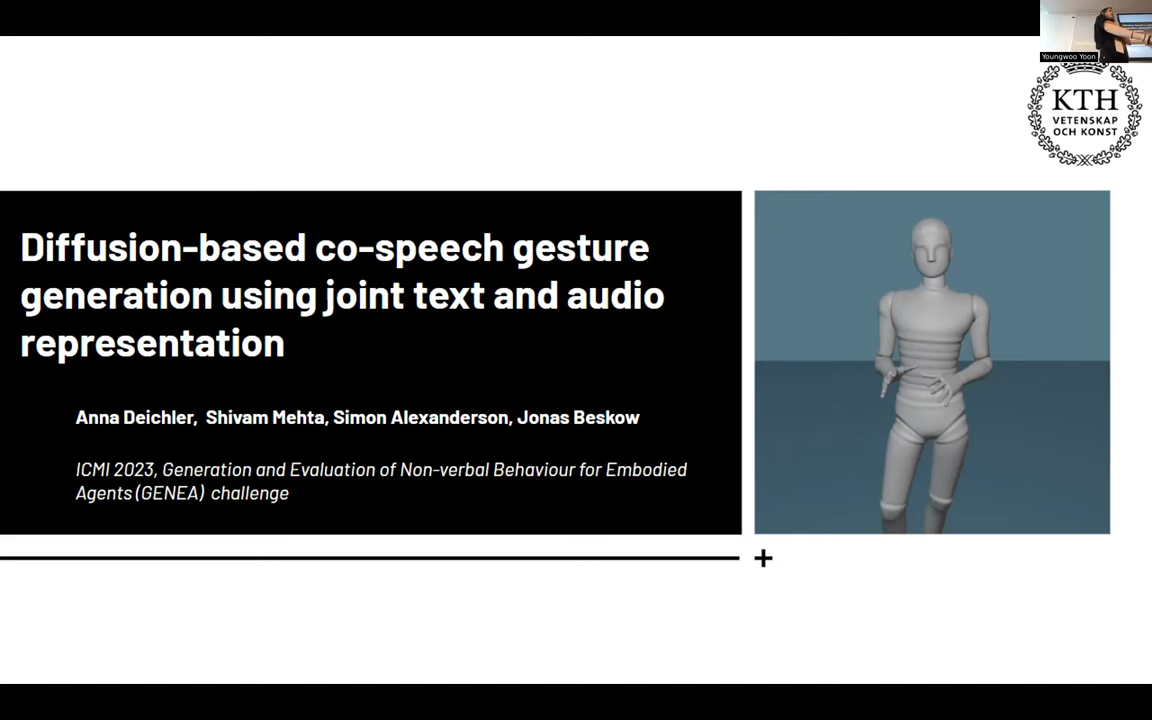 Youngwoo Yoon
KTH
VETENSKAP
OCH KONST
Diffusion-based co-speech gesture
generation using joint text and audio
representation
Anna Deichler, Shivam Mehta, Simon Alexanderson, Jonas Beskow
ICMI 2023, Generation and Evaluation of Non-verbal Behaviour for Embodied
Agents (GENEA) challenge